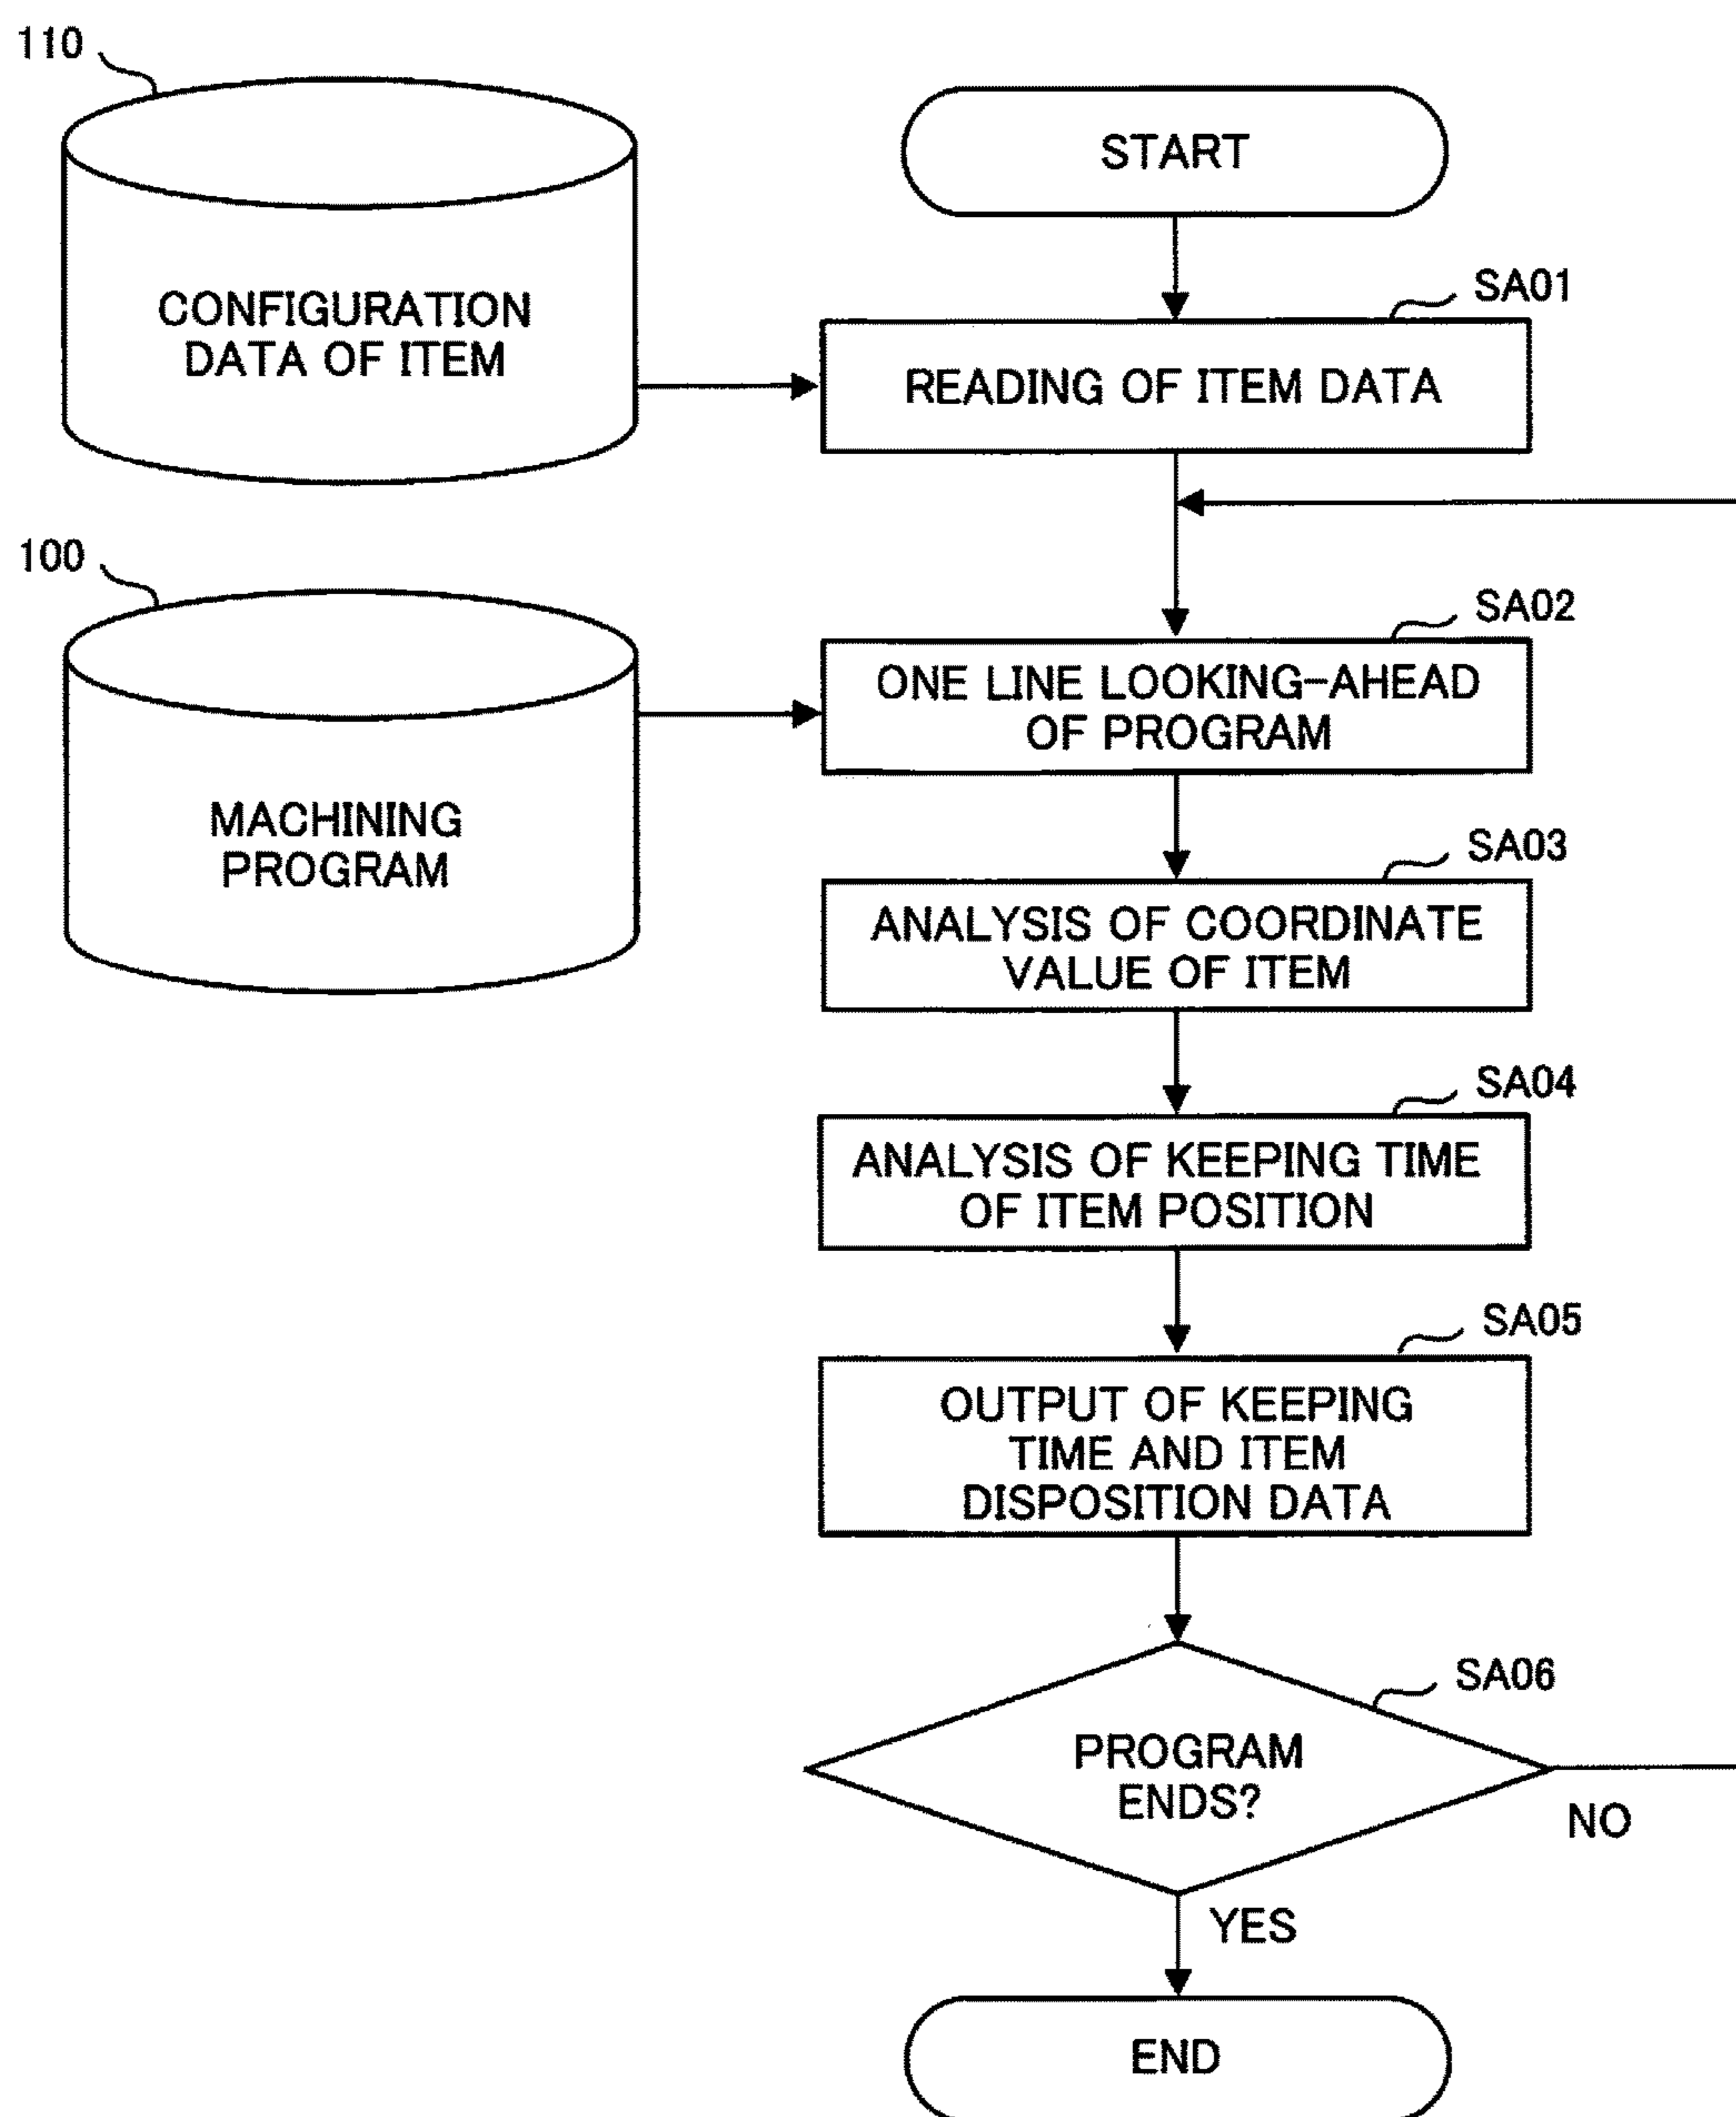 110
START
SA01
CONFIGURATION
DATA OF ITEM
READING OF ITEM DATA
100
SA02
ONE LINE LOOKING-AHEAD
OF PROGRAM
MACHINING
PROGRAM
SA03
ANALYSIS OF COORDINATE
VALUE OF ITEM
SA04
ANALYSIS OF KEEPING TIME
OF ITEM POSITION
SA05
OUTPUT OF KEEPING
TIME AND ITEM
DISPOSITION DATA
SA06
PROGRAM
ENDS?
NO
YES
END